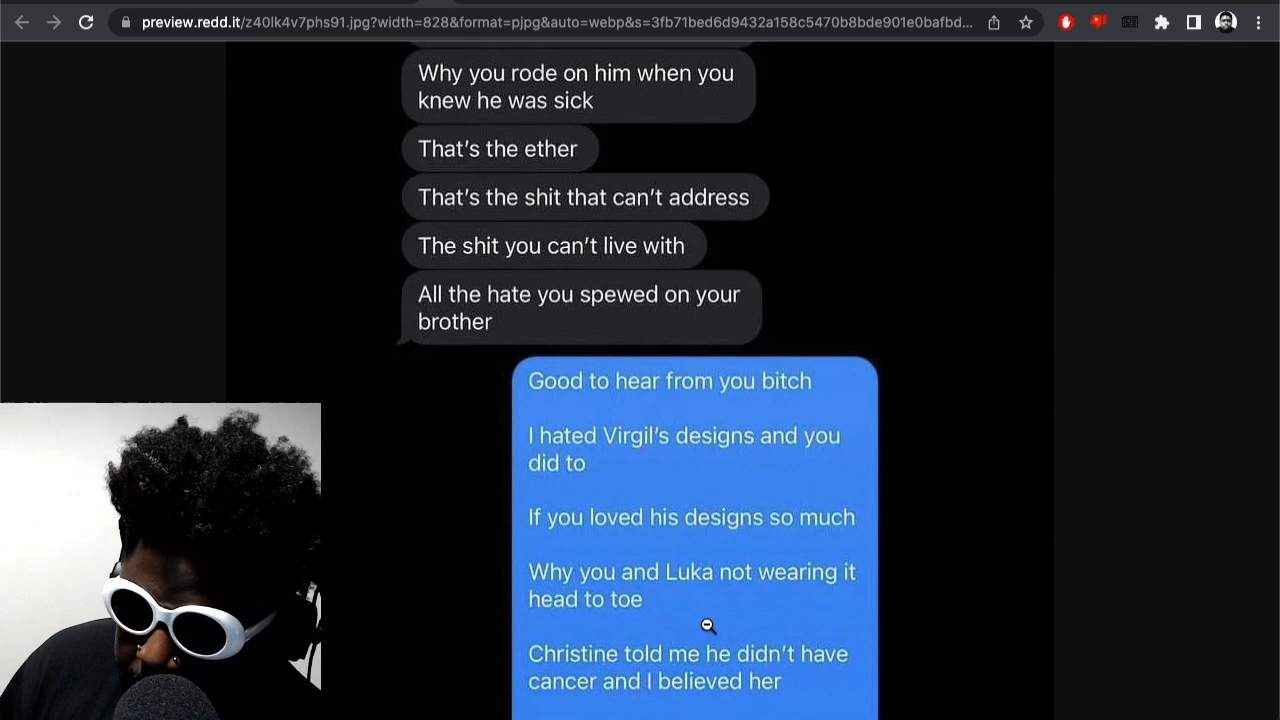 preview.redd.it/z40lk4v7phs91.jpg?width=828&format=pjpg&auto=webp&s=3fb71bed6d9432a158c5470b8bde901e0bafbd...
Why you rode on him when you
knew he was sick
That’s the ether
That’s the shit that can’t address
The shit you can’t live with
All the hate you spewed on your
brother
Good to hear from you bitch
I hated Virgil’s designs and you
did to
If you loved his designs so much
Why you and Luka not wearing it
head to toe
Christine told me he didn’t have
cancer and I believed her